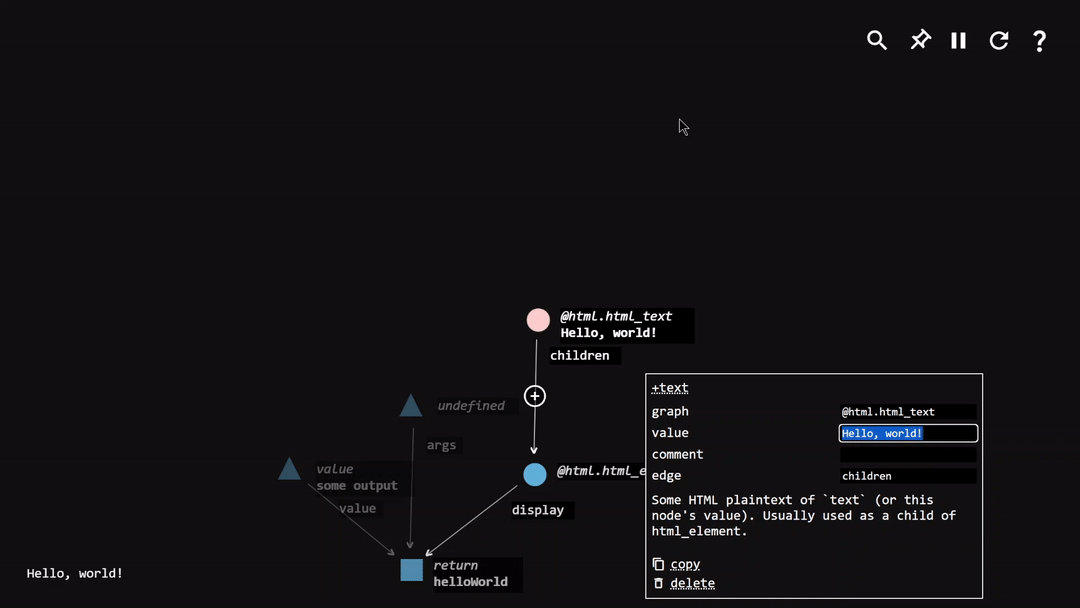 ?
@html.html_text
Hello, world!
children
undefined
args
value
some output
value
@html.html_e
display
return
helloWorld
Hello, world!
+text
graph @html.html_text
value Hello, world!
comment
edge children
Some HTML plaintext of `text` (or this
node's value). Usually used as a child of
html_element.
copy
delete